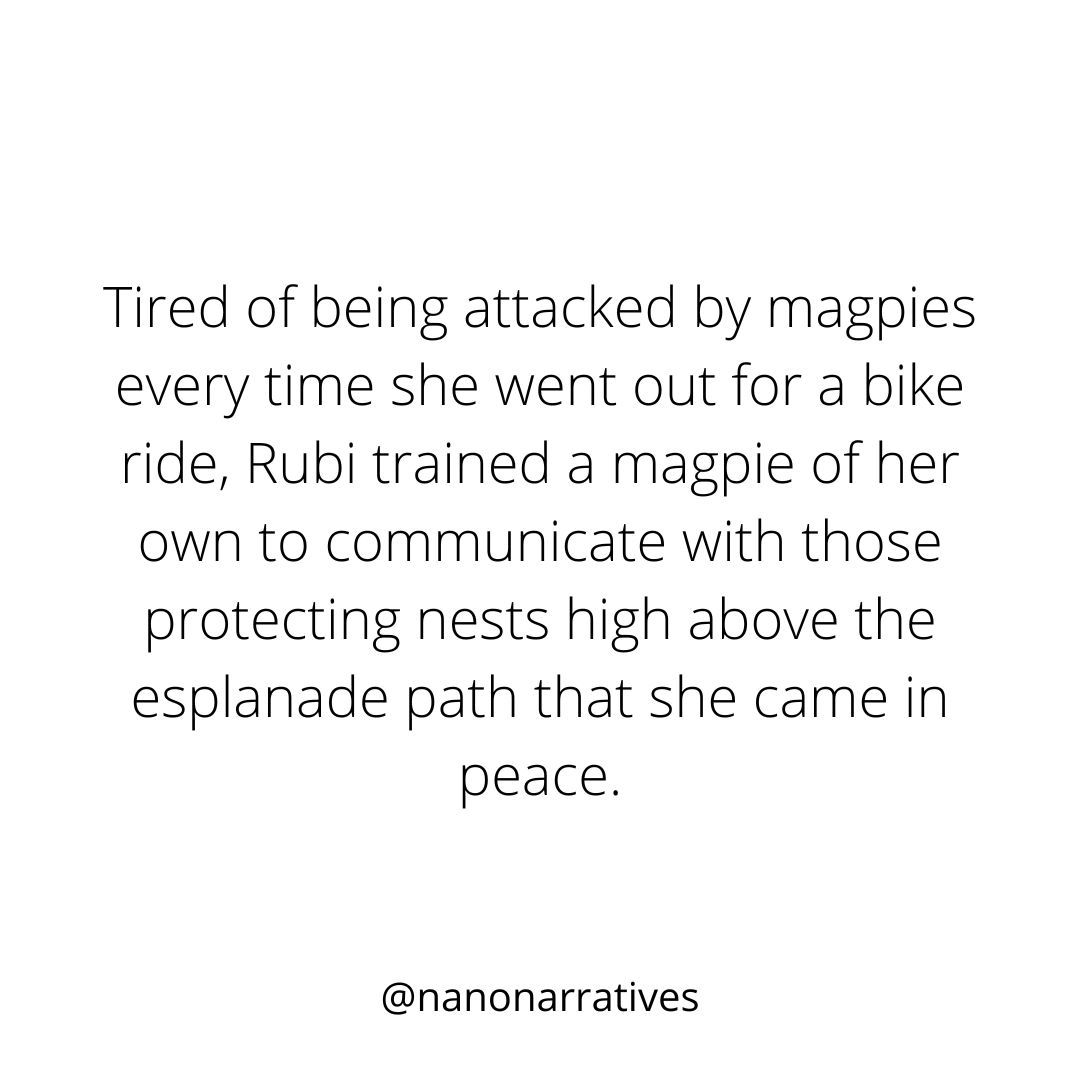 Tired of being attacked by magpies
every time she went out for a bike
ride, Rubi trained a magpie of her
own to communicate with those
protecting nests high above the
esplanade path that she came in
peace.
@nanonarratives